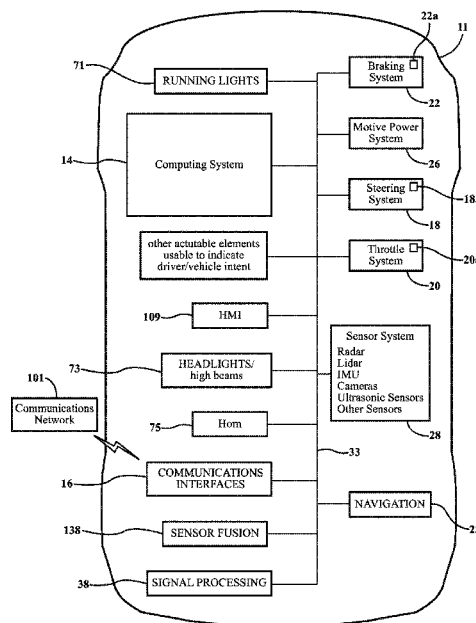 22a
11
71
RUNNING LIGHTS
Braking
System
22
14
Computing System
Motive Power
System
26
Steering
System
18
18
other actutable elements
usable to indicate
driver/vehicle intent
Throttle
System
20
20
109
HMI
Sensor System
Radar
Lidar
IMU
Cameras
Ultrasonic Sensors
Other Sensors
28
73
HEADLIGHTS/
high beams
101
Communications
Network
75
Horn
33
16
COMMUNICATIONS
INTERFACES
NAVIGATION
138
SENSOR FUSION
38
SIGNAL PROCESSING